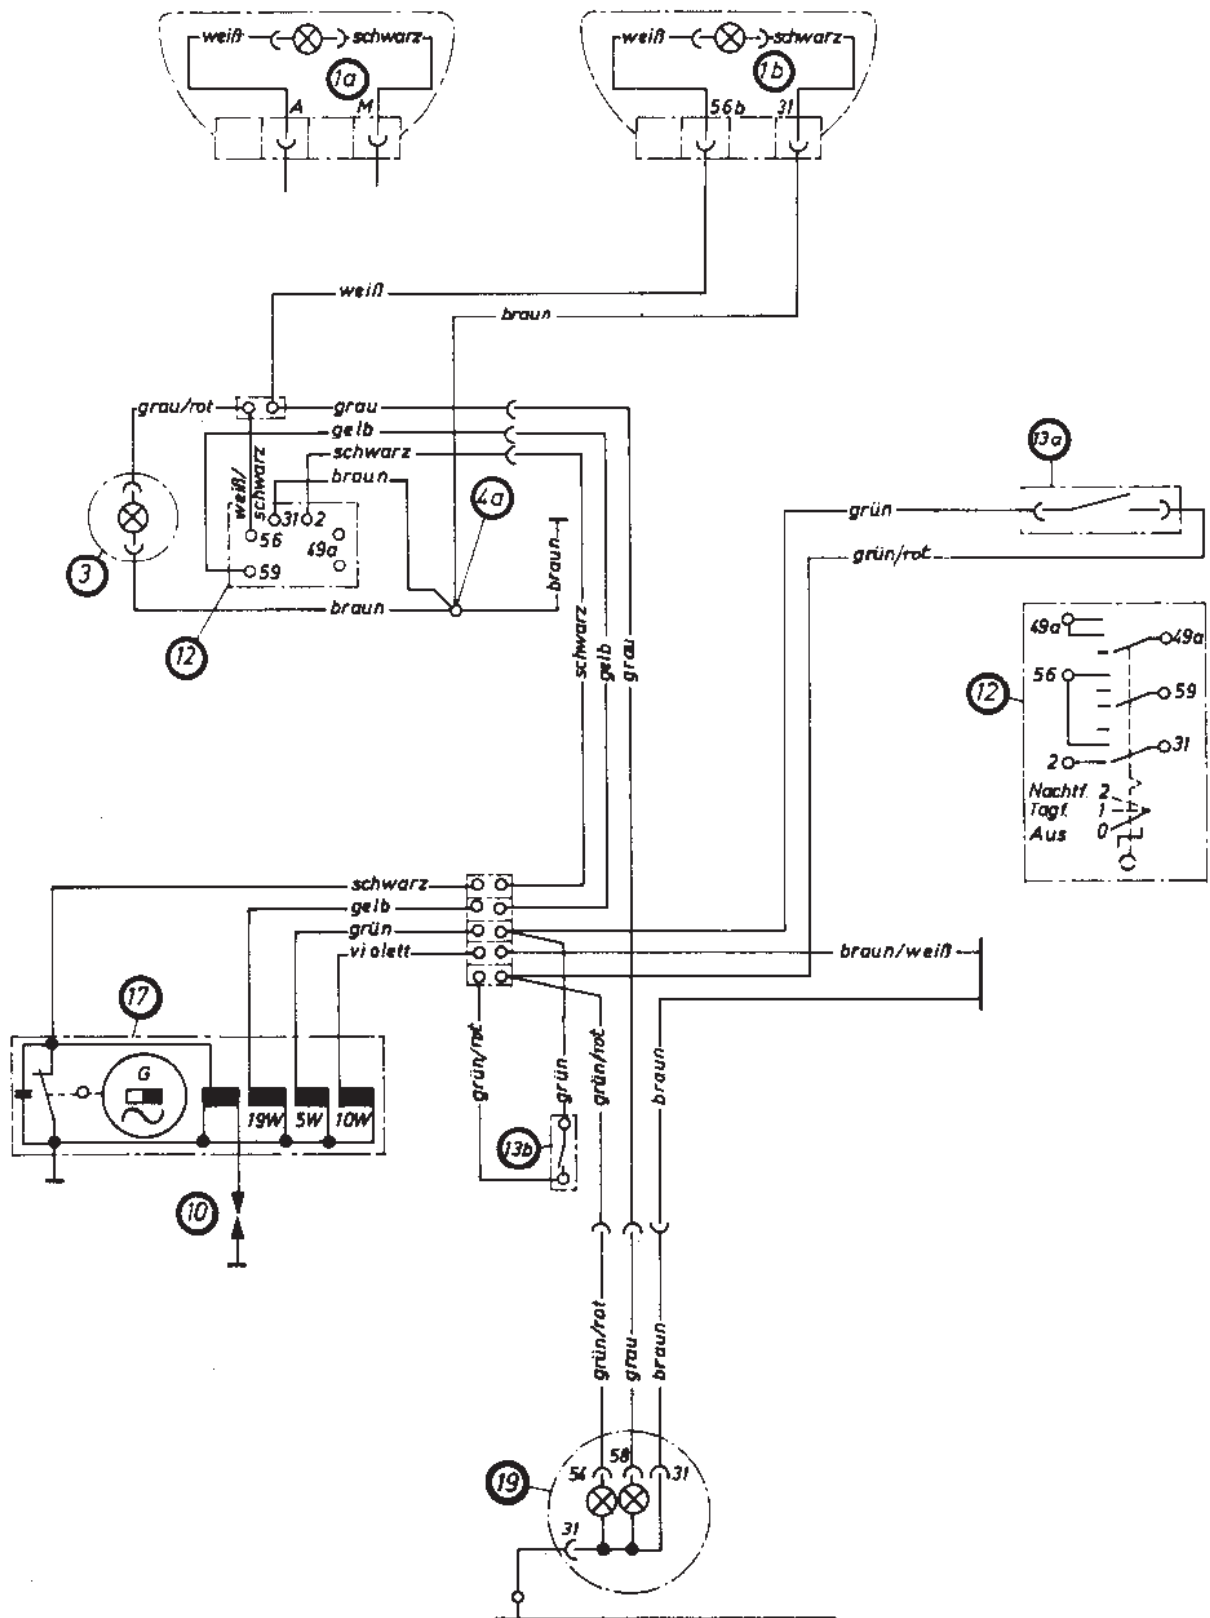 weiß
schwarz
1a
A
M
weiß
schwarz
1b
56b
31
weiß
braun
grau/rot
grau
gelb
schwarz
braun
weiß/
schwarz
31
2
56
49a
59
3
12
4a
braun
braun
schwarz
gelb
grau
13a
grün
grün/rot
49a
49a
56
59
12
31
2
Nachtf. 2
Tagf. 1
Aus 0
schwarz
gelb
grün
violett
braun/weiß
17
G
19W
5W
10W
10
grün/rot
grün
grün/rot
braun
13b
grün/rot
grau
braun
19
54
58
31
31